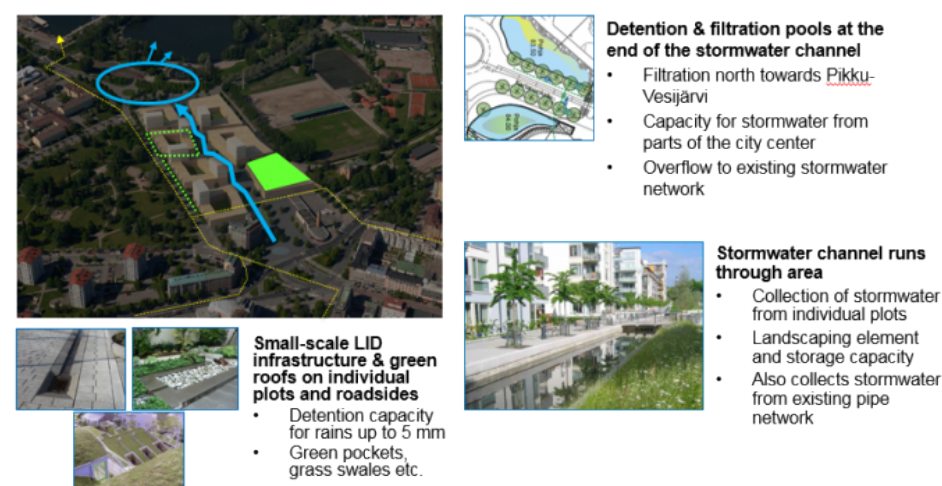 Detention & filtration pools at the
end of the stormwater channel
• Filtration north towards Pikku-
Vesijärvi
• Capacity for stormwater from
parts of the city center
• Overflow to existing stormwater
network
Stormwater channel runs
through area
• Collection of stormwater
from individual plots
• Landscaping element
and storage capacity
• Also collects stormwater
from existing pipe
network
Small-scale LID
infrastructure & green
roofs on individual
plots and roadsides
• Detention capacity
for rains up to 5 mm
• Green pockets,
grass swales etc.